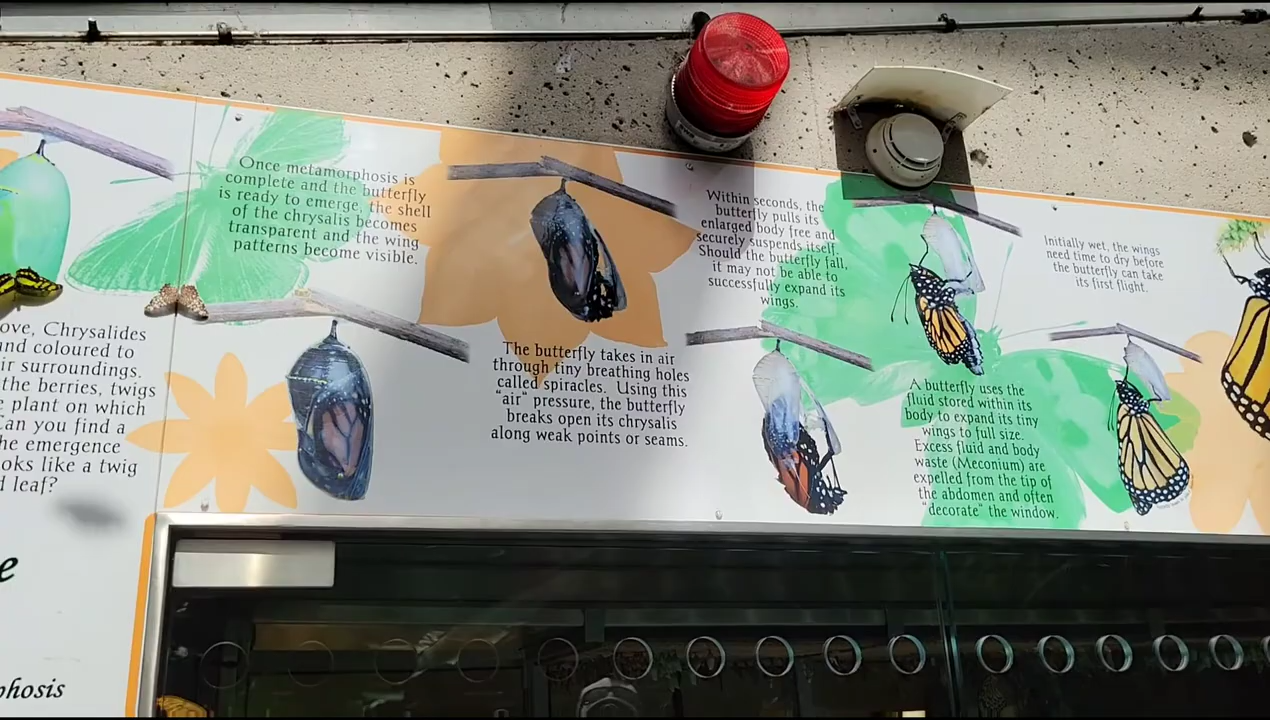 Once metamorphosis is
complete and the butterfly
is ready to emerge, the shell
of the chrysalis becomes
transparent and the wing
patterns become visible.
The butterfly takes in air
through tiny breathing holes
called spiracles. Using this
"air" pressure, the butterfly
breaks open its chrysalis
along weak points or seams.
Within seconds, the
butterfly pulls its
enlarged body free and
securely suspends itself.
Should the butterfly fall,
it may not be able to
successfully expand its
wings.
A butterfly uses the
fluid stored within its
body to expand its tiny
wings to full size.
Excess fluid and body
waste (Meconium) are
expelled from the tip of
the abdomen and often
"decorate" the window.
Initially wet, the wings
need time to dry before
the butterfly can take
its first flight.
ove, Chrysalides
and coloured to
ir surroundings.
the berries, twigs
e plant on which
Can you find a
he emergence
ooks like a twig
d leaf?
e
phosis